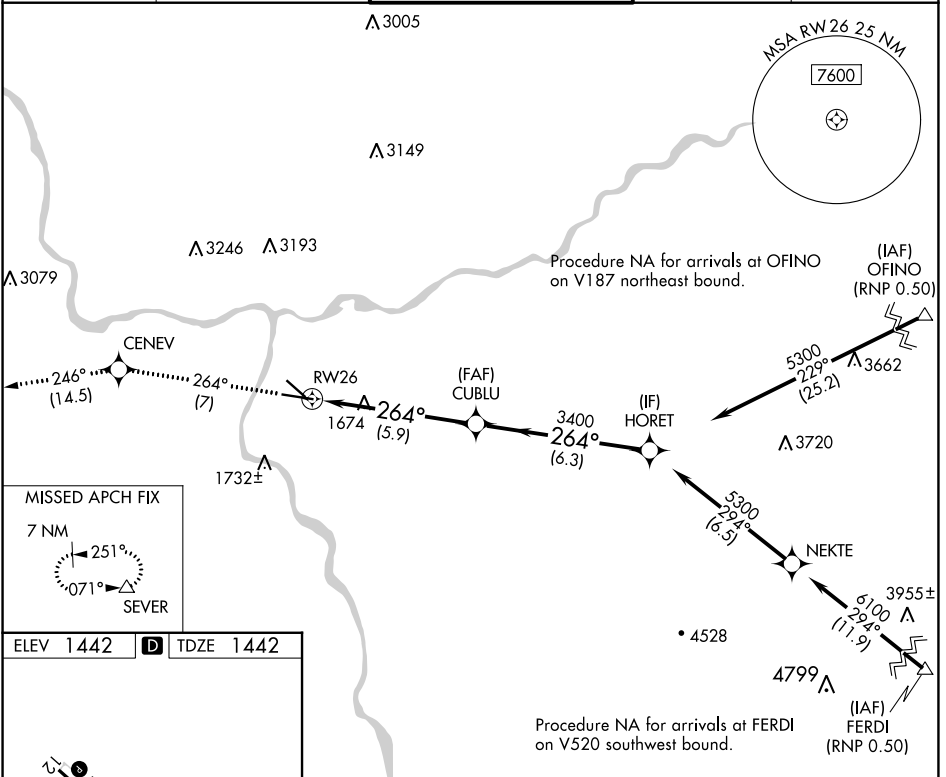 3005
MSA RW26 25 NM
7600
3149
3246
3193
3079
Procedure NA for arrivals at OFINO
on V187 northeast bound.
(IAF)
OFINO
(RNP 0.50)
5300
229°
(25.2)
3662
CENEV
246°
(14.5)
264°
(7)
RW26
1674
264°
(5.9)
(FAF)
CUBLU
3400
264°
(6.3)
(IF)
HORET
3720
1732±
5300
294°
(6.5)
NEKTE
MISSED APCH FIX
7 NM
251°
071°
SEVER
6100
294°
(11.9)
3955±
4528
4799
(IAF)
FERDI
(RNP 0.50)
Procedure NA for arrivals at FERDI
on V520 southwest bound.
ELEV 1442 D TDZE 1442
12
P